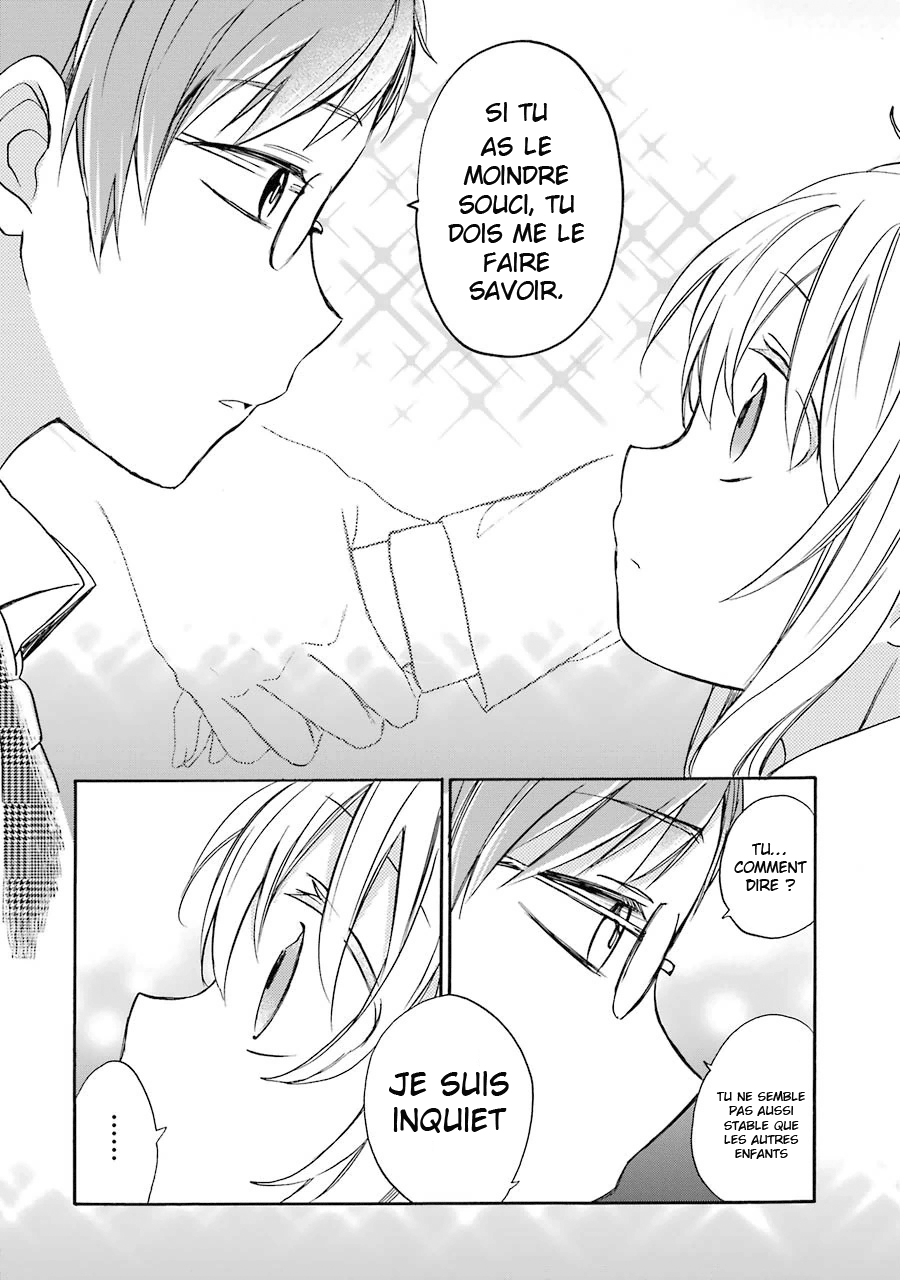 SI TU
AS LE
MOINDRE
SOUCI, TU
DOIS ME LE
FAIRE
SAVOIR.
TU...
COMMENT
DIRE ?
TU NE SEMBLE
PAS AUSSI
STABLE QUE
LES AUTRES
ENFANTS
JE SUIS
INQUIET
......